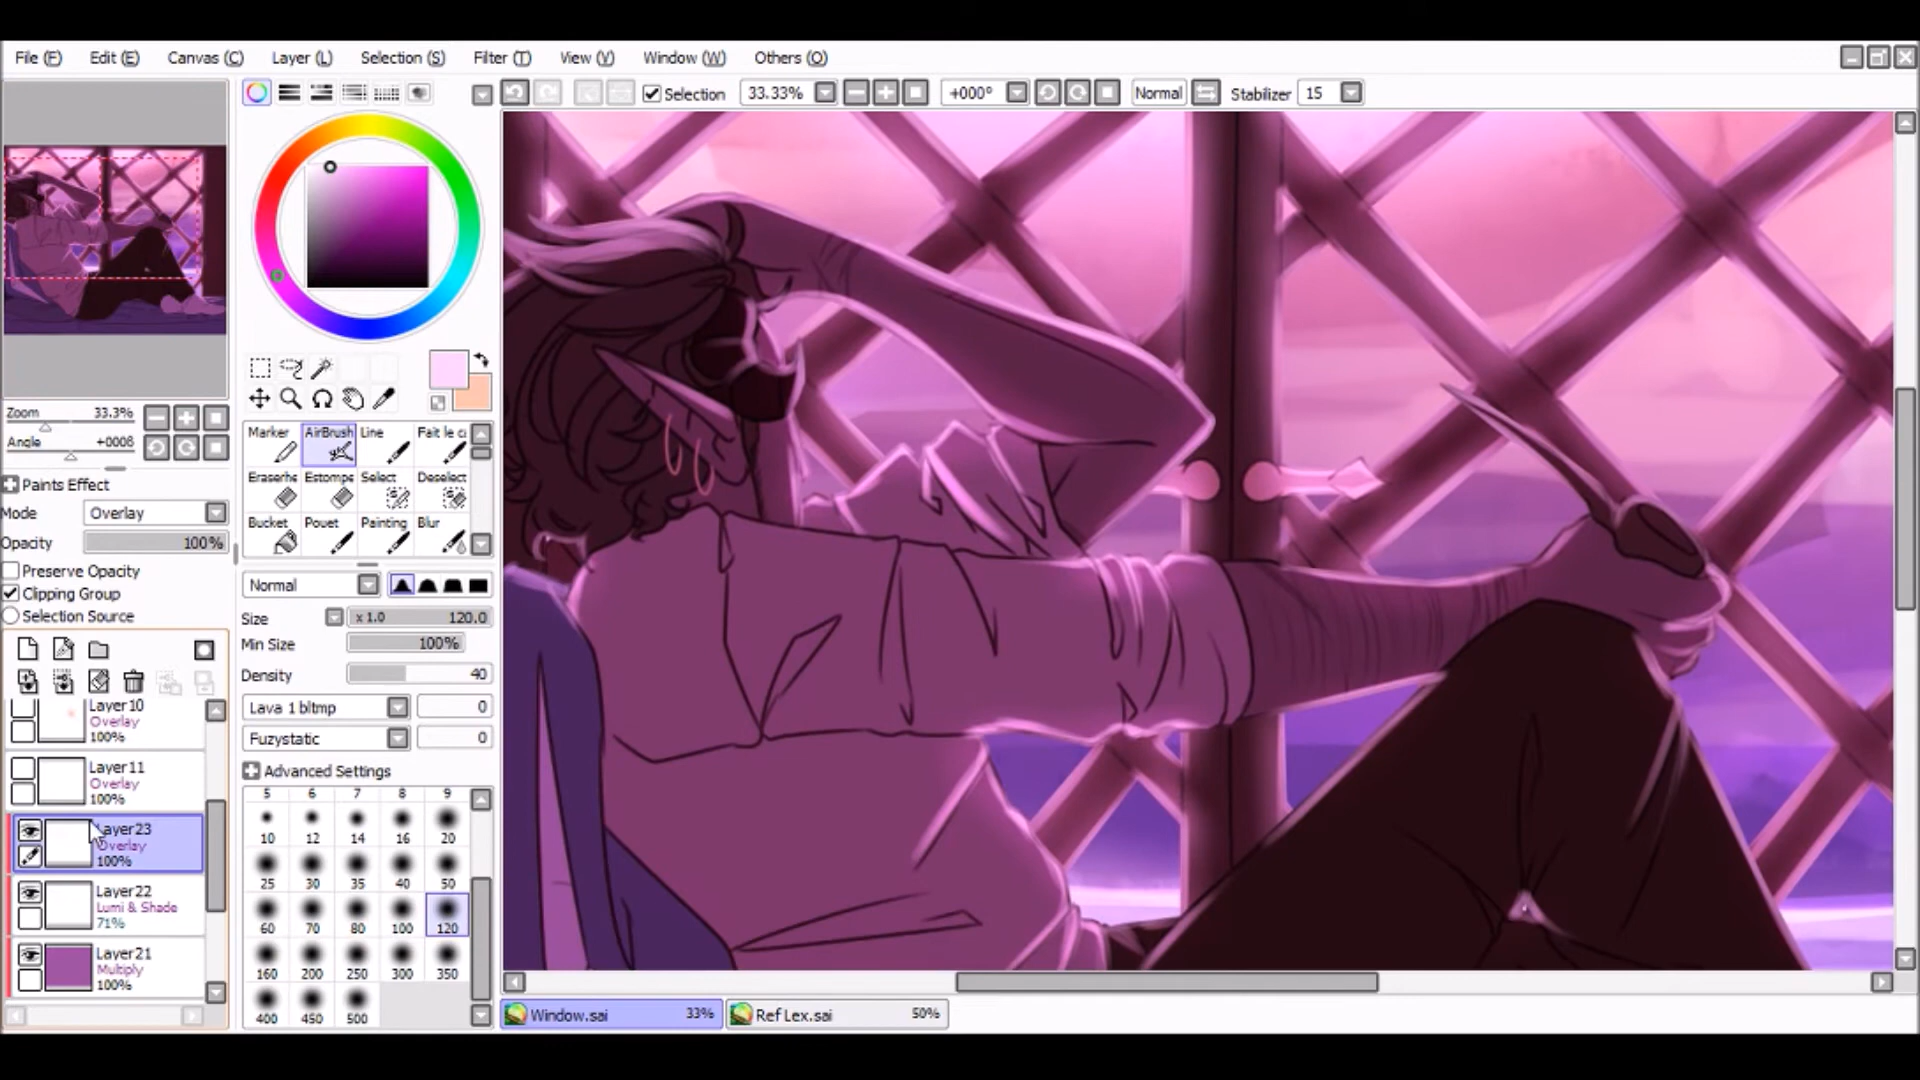 File (F) Edit (E) Canvas (C) Layer (L) Selection (S) Filter (T) View (V) Window (W) Others (O)
Selection 33.33% +000° Normal Stabilizer 15
Zoom 33.3%
Angle +000ß
Paints Effect
Mode Overlay
Opacity 100%
Preserve Opacity
Clipping Group
Selection Source
Layer10
Overlay
100%
Layer11
Overlay
100%
Layer23
Overlay
100%
Layer22
Lumi & Shade
71%
Layer21
Multiply
100%
Marker AirBrush Line Fait le ci
Eraserhe Estompe Select Deselect
Bucket Pouet Painting Blur
Normal
Size x 1.0 120.0
Min Size 100%
Density 40
Lava 1 bltmp 0
Fuzystatic 0
Advanced Settings
5 6 7 8 9
10 12 14 16 20
25 30 35 40 50
60 70 80 100 120
160 200 250 300 350
400 450 500
Window.sai 33% Ref Lex.sai 50%